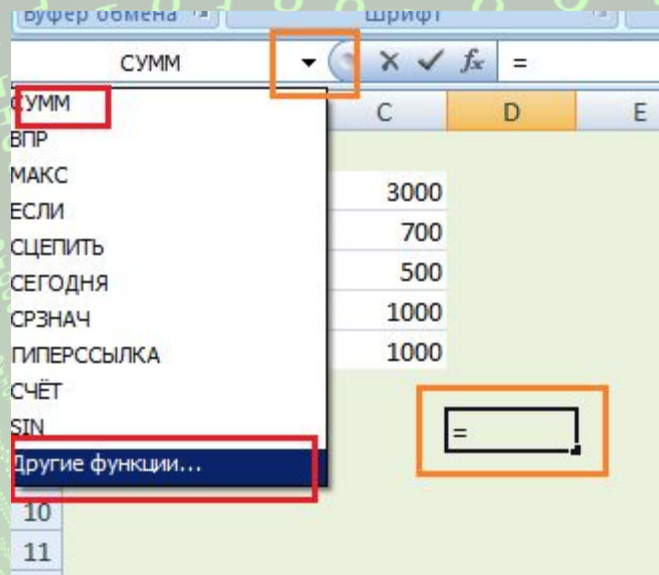 Буфер обмена
Шрифт
СУММ
fx =
СУММ
ВПР
МАКС
ЕСЛИ
СЦЕПИТЬ
СЕГОДНЯ
СРЗНАЧ
ГИПЕРССЫЛКА
СЧЁТ
SIN
Другие функции...
C D E
3000
700
500
1000
1000
=
10
11